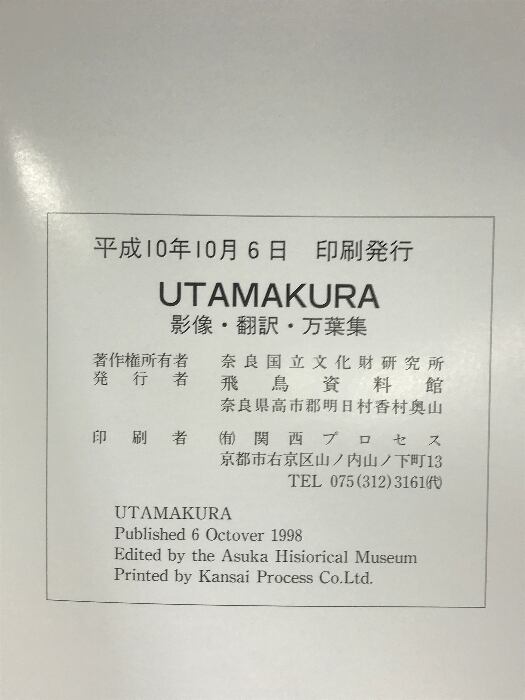 平成10年10月6日　印刷発行
UTAMAKURA
影像・翻訳・万葉集
著作権所有者　奈良国立文化財研究所
発行者　飛鳥資料館
奈良県高市郡明日村香村奥山
印刷者　㈲関西プロセス
京都市右京区山ノ内山ノ下町13
TEL 075(312)3161㈹
UTAMAKURA
Published 6 Octover 1998
Edited by the Asuka Hisiorical Museum
Printed by Kansai Process Co.Ltd.